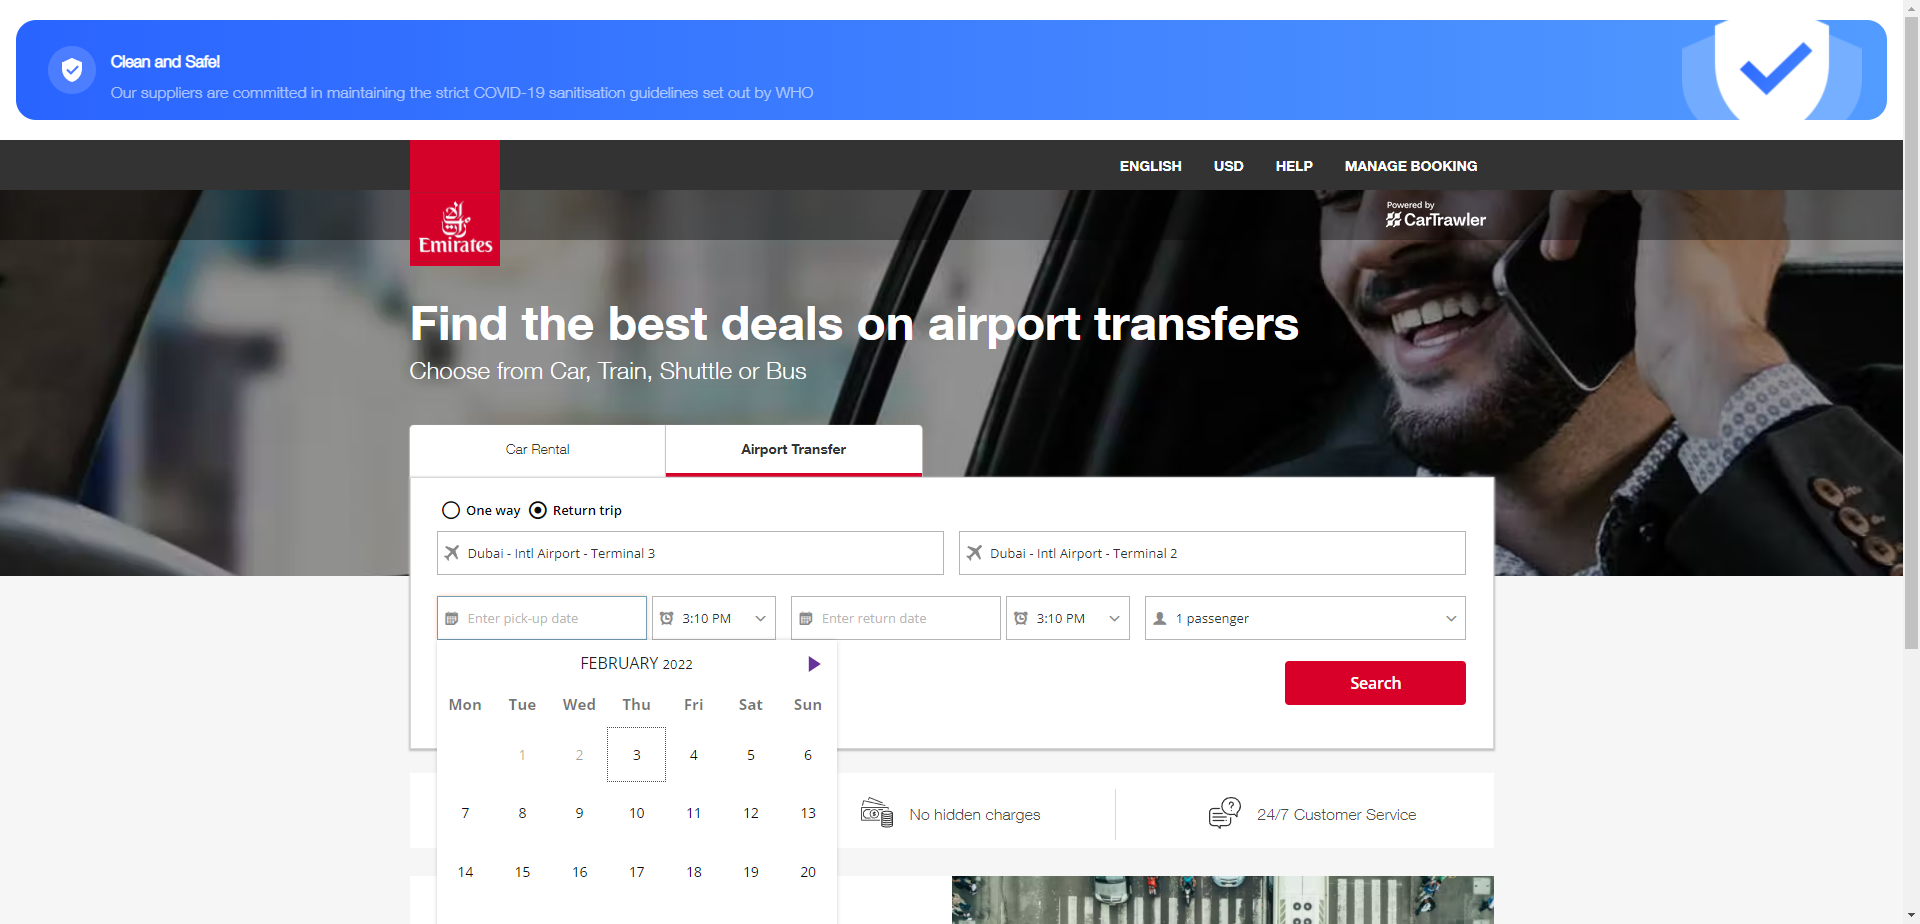 Clean and Safe!
Our suppliers are committed in maintaining the strict COVID-19 sanitisation guidelines set out by WHO
ENGLISH USD HELP MANAGE BOOKING
Powered by
CarTrawler
Emirates
Find the best deals on airport transfers
Choose from Car, Train, Shuttle or Bus
Car Rental Airport Transfer
One way Return trip
Dubai - Intl Airport - Terminal 3 Dubai - Intl Airport - Terminal 2
Enter pick-up date 3:10 PM Enter return date 3:10 PM 1 passenger
FEBRUARY 2022
Search
Mon Tue Wed Thu Fri Sat Sun
1 2 3 4 5 6
7 8 9 10 11 12 13
No hidden charges 24/7 Customer Service
14 15 16 17 18 19 20